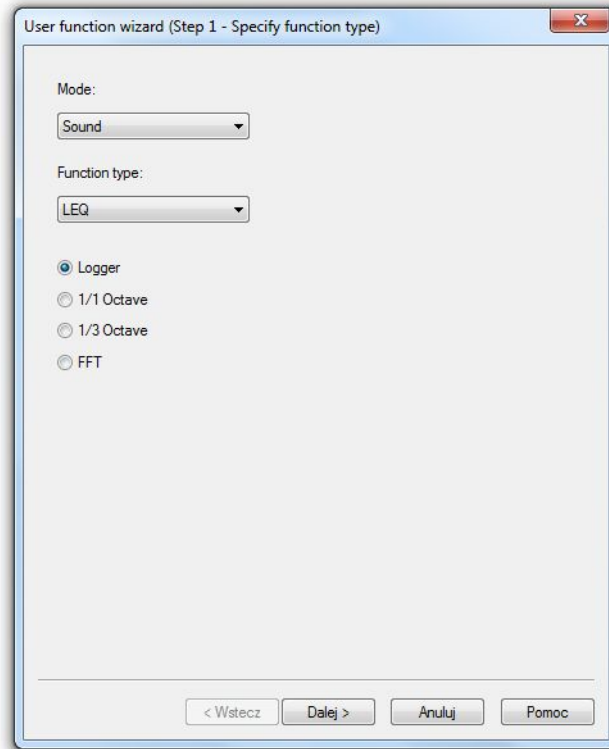 User function wizard (Step 1 - Specify function type)
Mode:
Sound
Function type:
LEQ
Logger
1/1 Octave
1/3 Octave
FFT
< Wstecz Dalej > Anuluj Pomoc